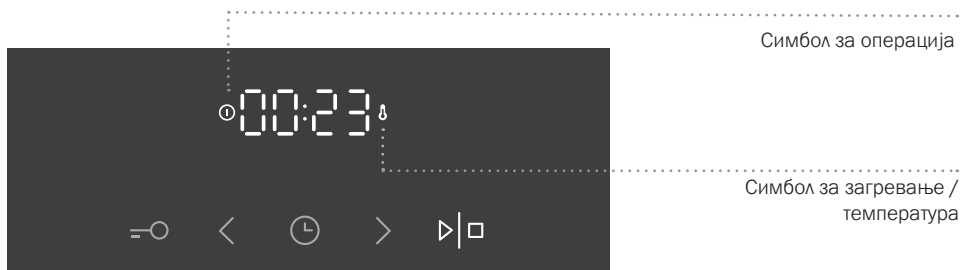 Симбол за операција
00:23
Симбол за загревање /
температура